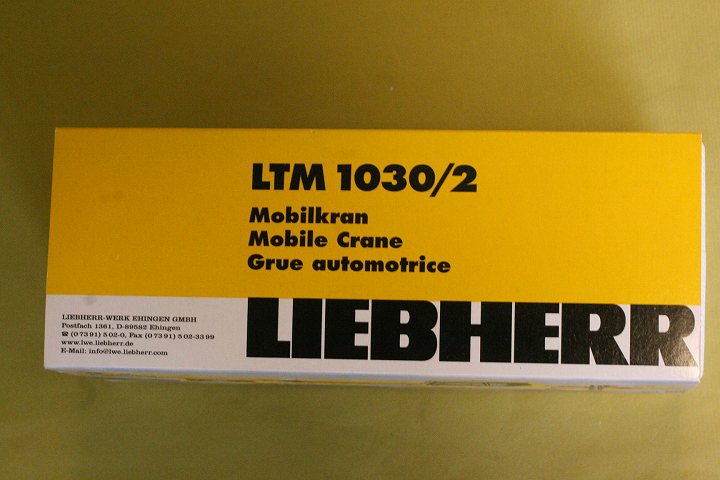 LTM 1030/2
Mobilkran
Mobile Crane
Grue automotrice
LIEBHERR-WERK EHINGEN GMBH
Postfach 1361, D-89582 Ehingen
☎ (0 73 91) 5 02-0, Fax (0 73 91) 5 02-33 99
www.lwe.liebherr.de
E-Mail: info@lwe.liebherr.com
LIEBHERR